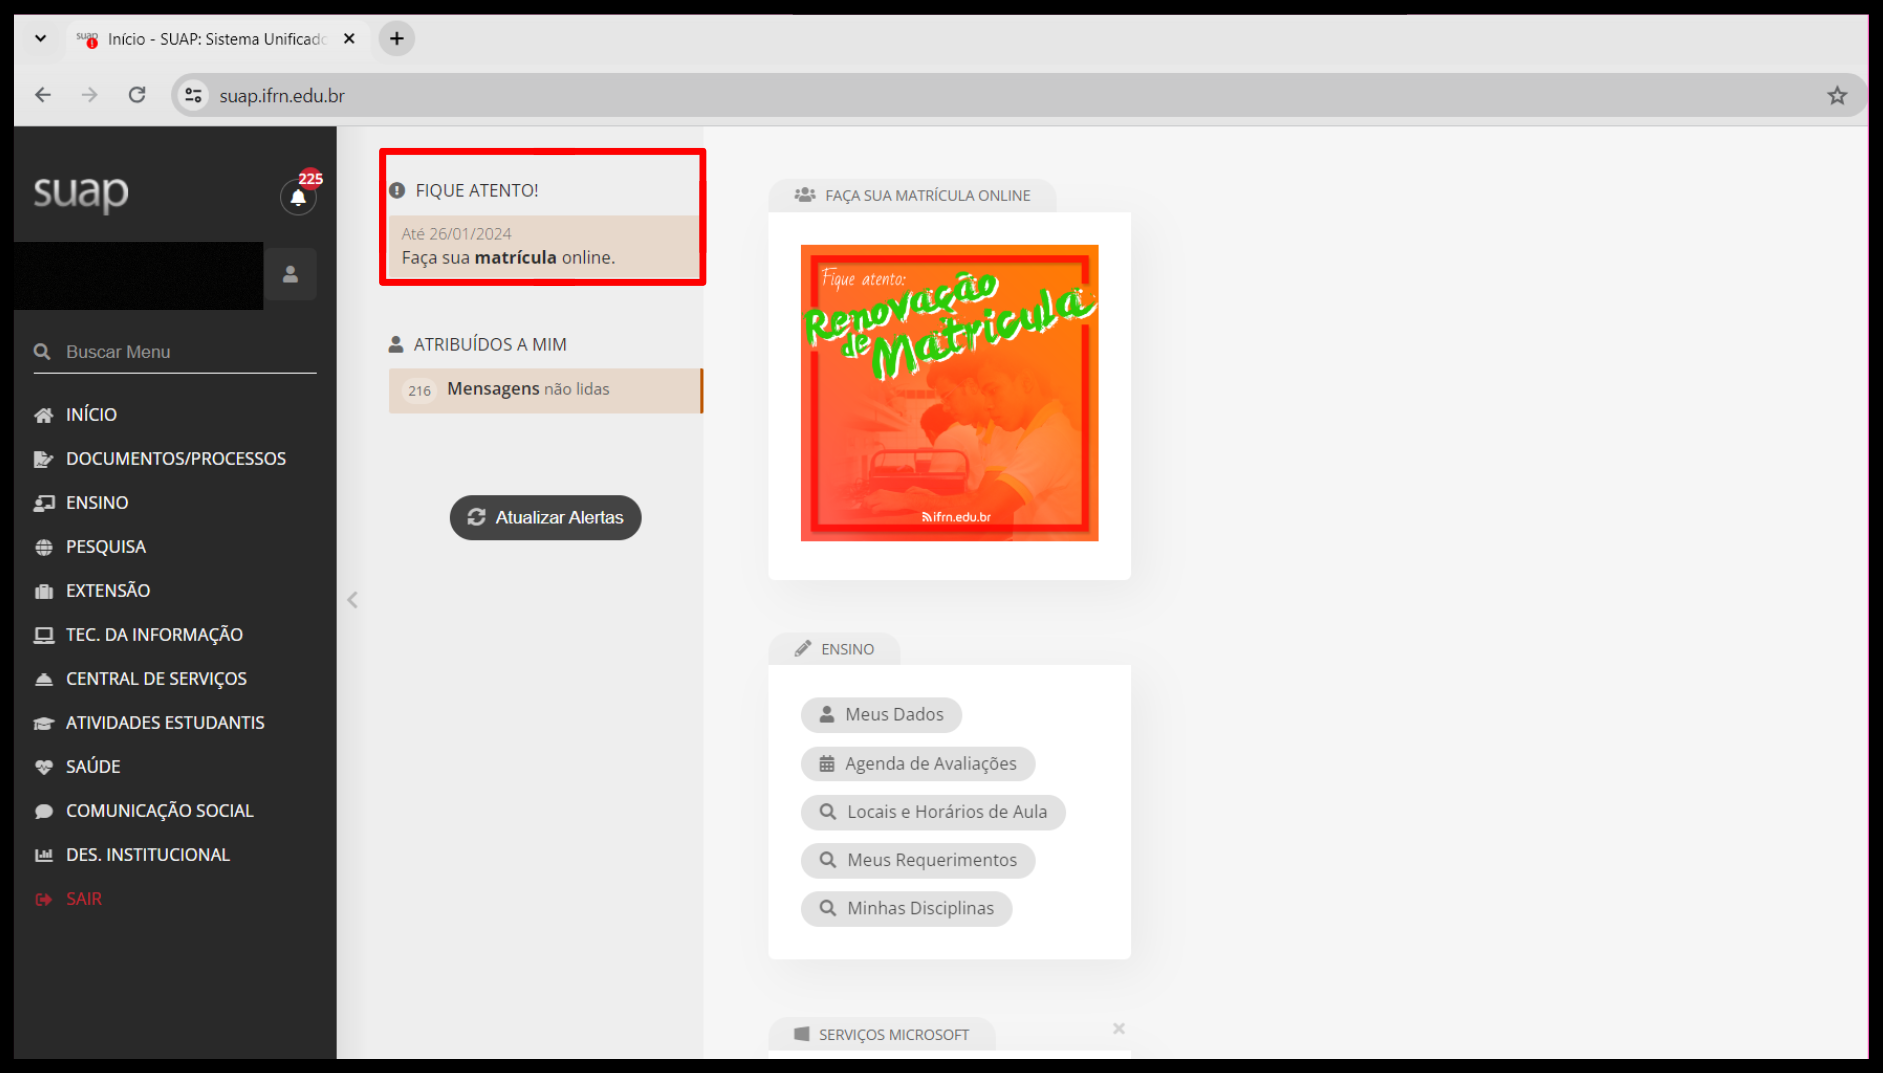 suap
Início - SUAP: Sistema Unificado
suap.ifrn.edu.br
suap
225
Buscar Menu
INÍCIO
DOCUMENTOS/PROCESSOS
ENSINO
PESQUISA
EXTENSÃO
TEC. DA INFORMAÇÃO
CENTRAL DE SERVIÇOS
ATIVIDADES ESTUDANTIS
SAÚDE
COMUNICAÇÃO SOCIAL
DES. INSTITUCIONAL
SAIR
FIQUE ATENTO!
Até 26/01/2024
Faça sua matrícula online.
ATRIBUÍDOS A MIM
216 Mensagens não lidas
Atualizar Alertas
FAÇA SUA MATRÍCULA ONLINE
Fique atento:
Renovação
de Matrícula
ifrn.edu.br
ENSINO
Meus Dados
Agenda de Avaliações
Locais e Horários de Aula
Meus Requerimentos
Minhas Disciplinas
SERVIÇOS MICROSOFT